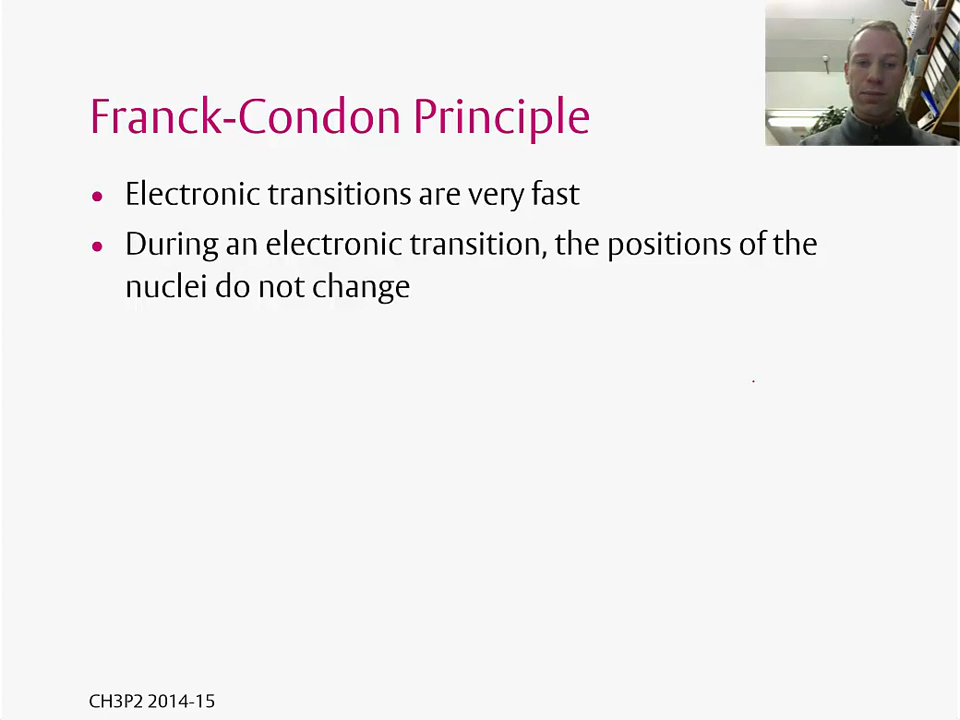 Franck-Condon Principle
• Electronic transitions are very fast
• During an electronic transition, the positions of the
nuclei do not change
CH3P2 2014-15